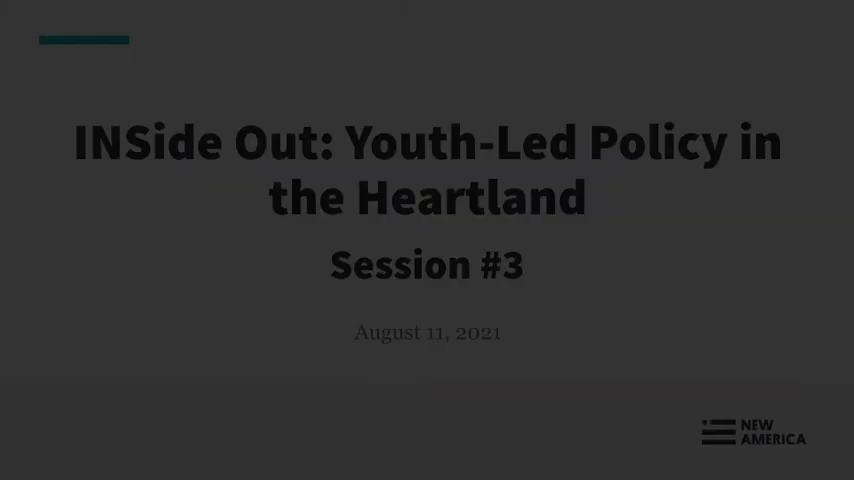 INSide Out: Youth-Led Policy in
the Heartland
Session #3
August 11, 2021
NEW
AMERICA